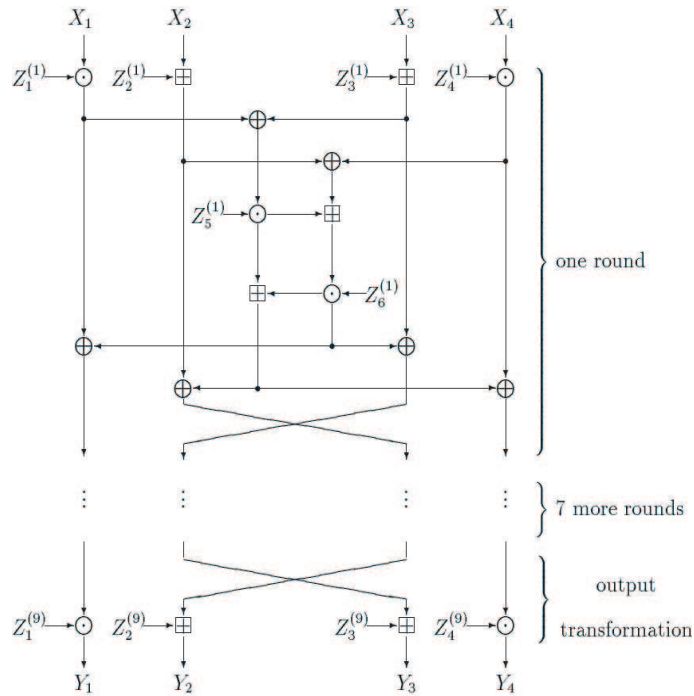 X₁ X₂ X₃ X₄
Z₁⁽¹⁾ Z₂⁽¹⁾ Z₃⁽¹⁾ Z₄⁽¹⁾
Z₅⁽¹⁾
one round
Z₆⁽¹⁾
⋮ ⋮ ⋮ ⋮ 7 more rounds
output
Z₁⁽⁹⁾ Z₂⁽⁹⁾ Z₃⁽⁹⁾ Z₄⁽⁹⁾ transformation
Y₁ Y₂ Y₃ Y₄